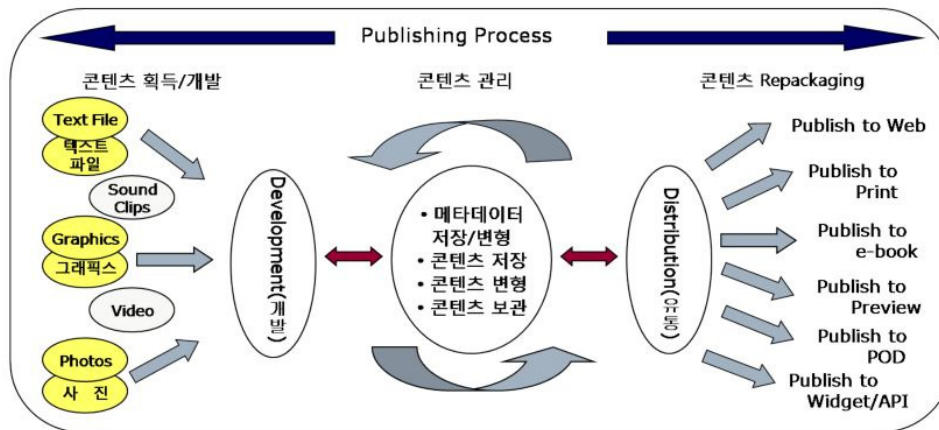 Publishing Process
콘텐츠 획득/개발
콘텐츠 관리
콘텐츠 Repackaging
Text File
텍스트
파일
Sound
Clips
Graphics
그래픽스
Video
Photos
사 진
Development(개발)
• 메타데이터
저장/변형
• 콘텐츠 저장
• 콘텐츠 변형
• 콘텐츠 보관
Distribution(유통)
Publish to Web
Publish to
Print
Publish to
e-book
Publish to
Preview
Publish to
POD
Publish to
Widget/API